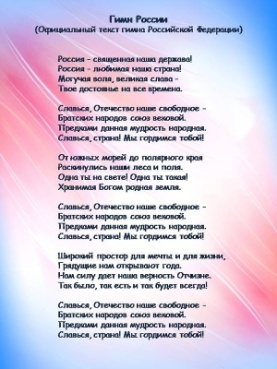 Гимн России
(Официальный текст гимна Российской Федерации)
Россия – священная наша держава!
Россия – любимая наша страна!
Могучая воля, великая слава –
Твое достоянье на все времена.
Славься, Отечество наше свободное –
Братских народов союз вековой.
Предками данная мудрость народная.
Славься, страна! Мы гордимся тобой!
От южных морей до полярного края
Раскинулись наши леса и поля.
Одна ты на свете! Одна ты такая!
Хранимая Богом родная земля.
Славься, Отечество наше свободное –
Братских народов союз вековой.
Предками данная мудрость народная.
Славься, страна! Мы гордимся тобой!
Широкий простор для мечты и для жизни,
Грядущие нам открывают года.
Нам силу дает наша верность Отчизне.
Так было, так есть и так будет всегда!
Славься, Отечество наше свободное –
Братских народов союз вековой.
Предками данная мудрость народная.
Славься, страна! Мы гордимся тобой!